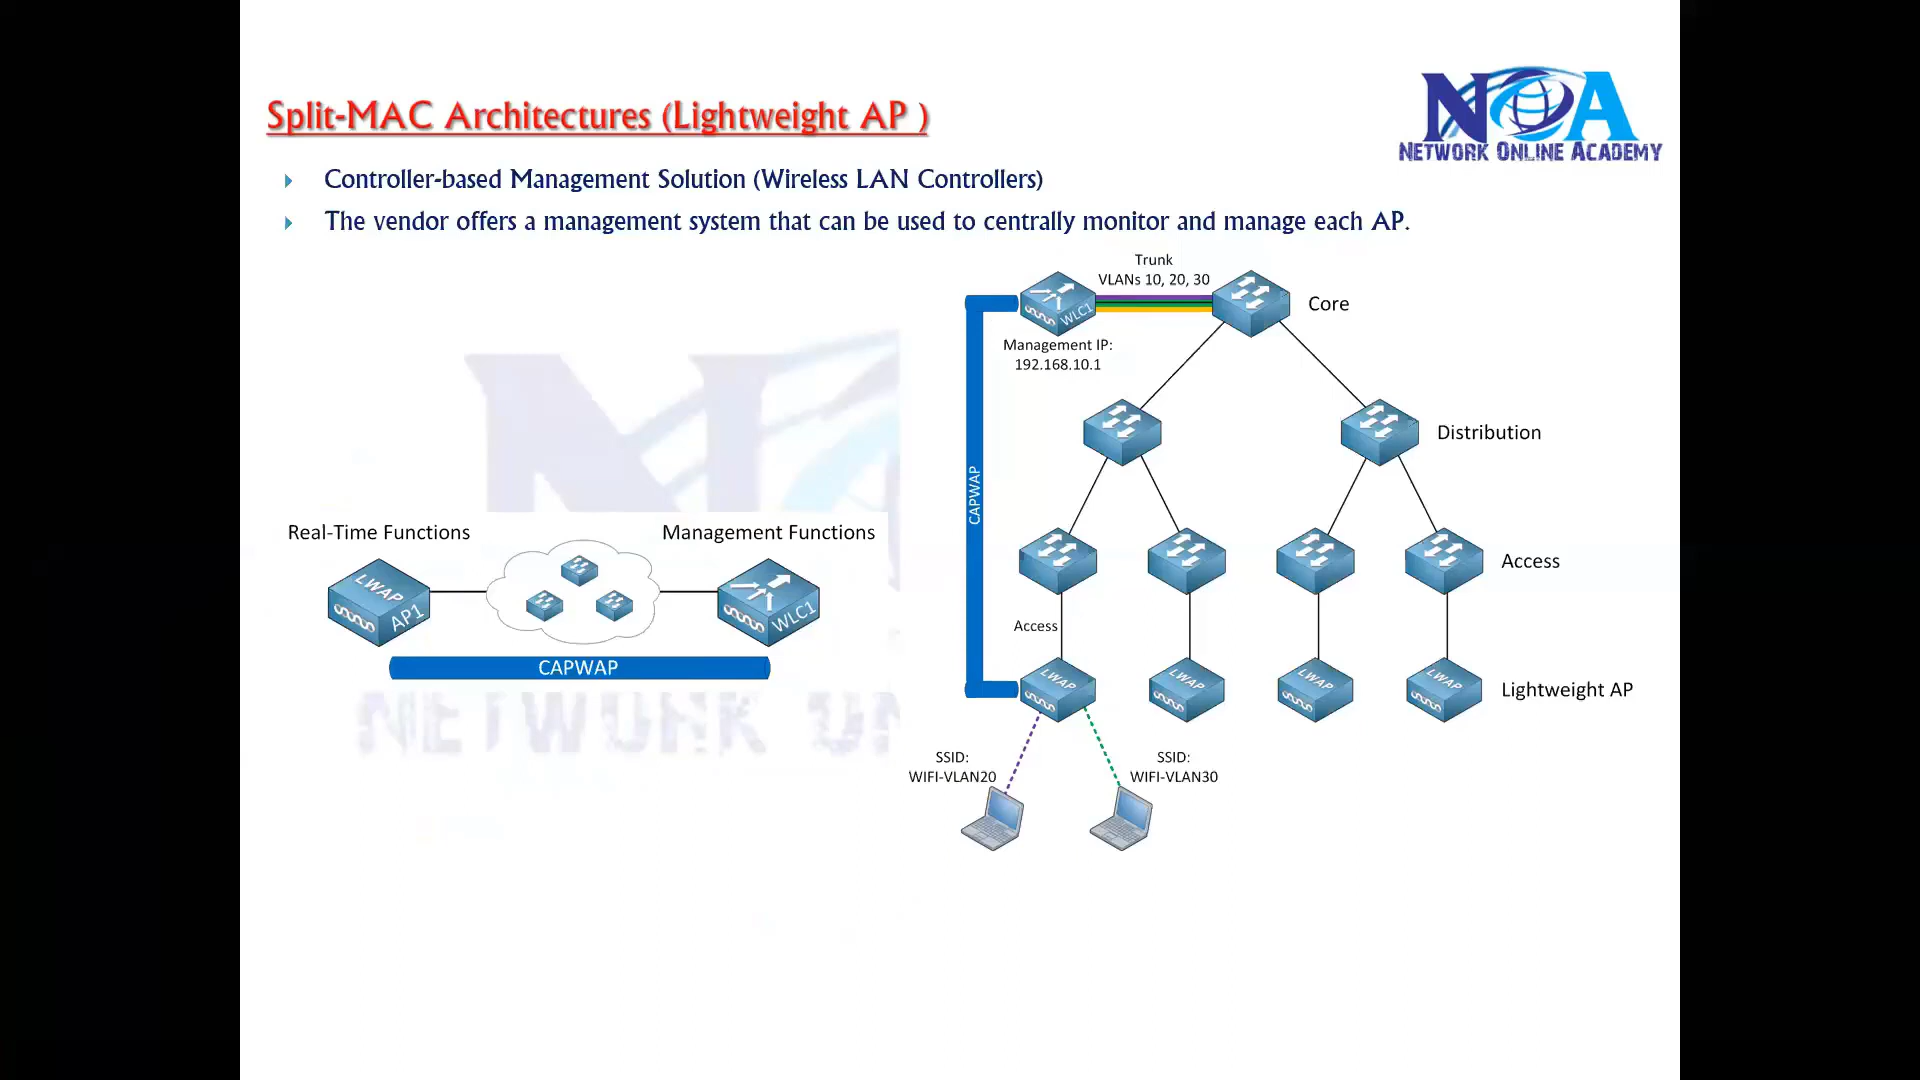 Split-MAC Architectures (Lightweight AP )
NOA
NETWORK ONLINE ACADEMY
Controller-based Management Solution (Wireless LAN Controllers)
The vendor offers a management system that can be used to centrally monitor and manage each AP.
Trunk
VLANs 10, 20, 30
WLC1
Core
Management IP:
192.168.10.1
Distribution
CAPWAP
Real-Time Functions
Management Functions
LWAP
AP1
WLC1
CAPWAP
Access
Access
LWAP
LWAP
LWAP
LWAP
Lightweight AP
SSID:
WIFI-VLAN20
SSID:
WIFI-VLAN30
NETWORK ON